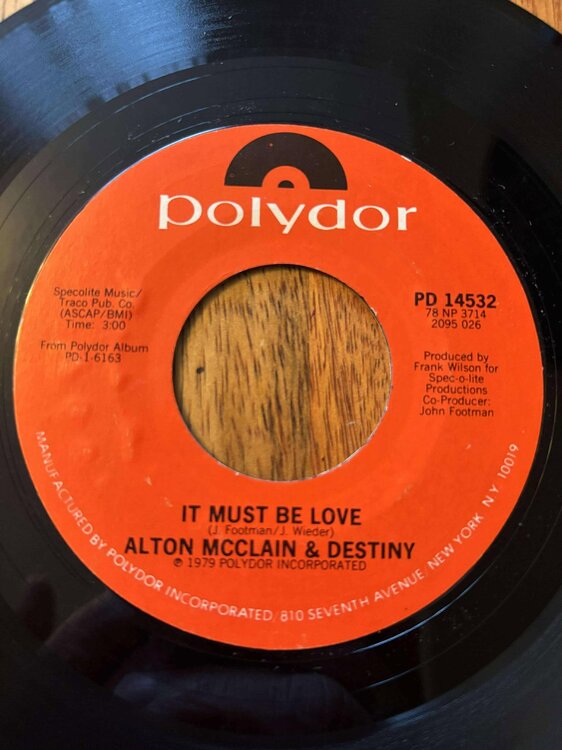 polydor
Specolite Music/
Traco Pub. Co.
(ASCAP/BMI)
Time: 3:00
From Polydor Album
PD-1-6163
PD 14532
78 NP 3714
2095 026
Produced by
Frank Wilson for
Spec-o-lite
Productions
Co-Producer:
John Footman
IT MUST BE LOVE
(J. Footman/J. Wieder)
ALTON MCCLAIN & DESTINY
℗ 1979 POLYDOR INCORPORATED
MANUFACTURED BY POLYDOR INCORPORATED/810 SEVENTH AVENUE NEW YORK N.Y. 10019